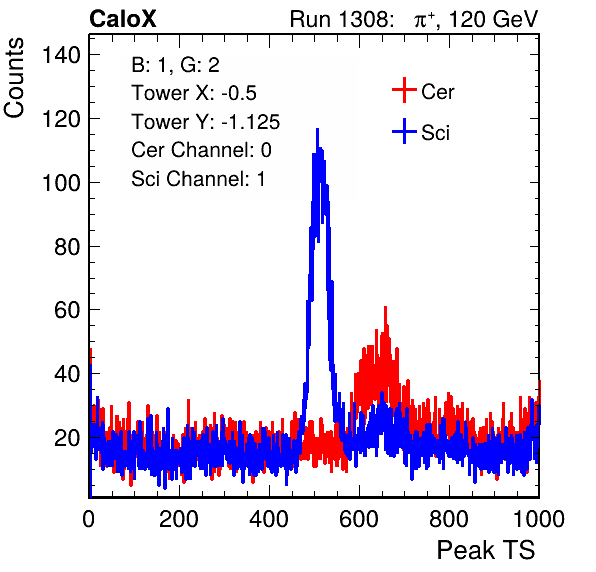 CaloX Run 1308: π⁺, 120 GeV
Counts
B: 1, G: 2
Tower X: -0.5
Tower Y: -1.125
Cer Channel: 0
Sci Channel: 1
Cer
Sci
140
120
100
80
60
40
20
0 200 400 600 800 1000
Peak TS